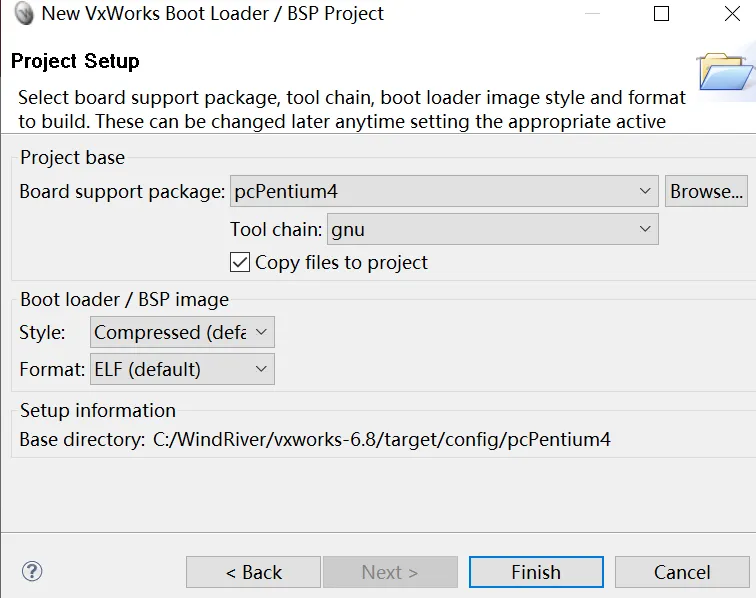 New VxWorks Boot Loader / BSP Project
Project Setup
Select board support package, tool chain, boot loader image style and format
to build. These can be changed later anytime setting the appropriate active
Project base
Board support package: pcPentium4 Browse...
Tool chain: gnu
Copy files to project
Boot loader / BSP image
Style: Compressed (defa
Format: ELF (default)
Setup information
Base directory: C:/WindRiver/vxworks-6.8/target/config/pcPentium4
? < Back Next > Finish Cancel